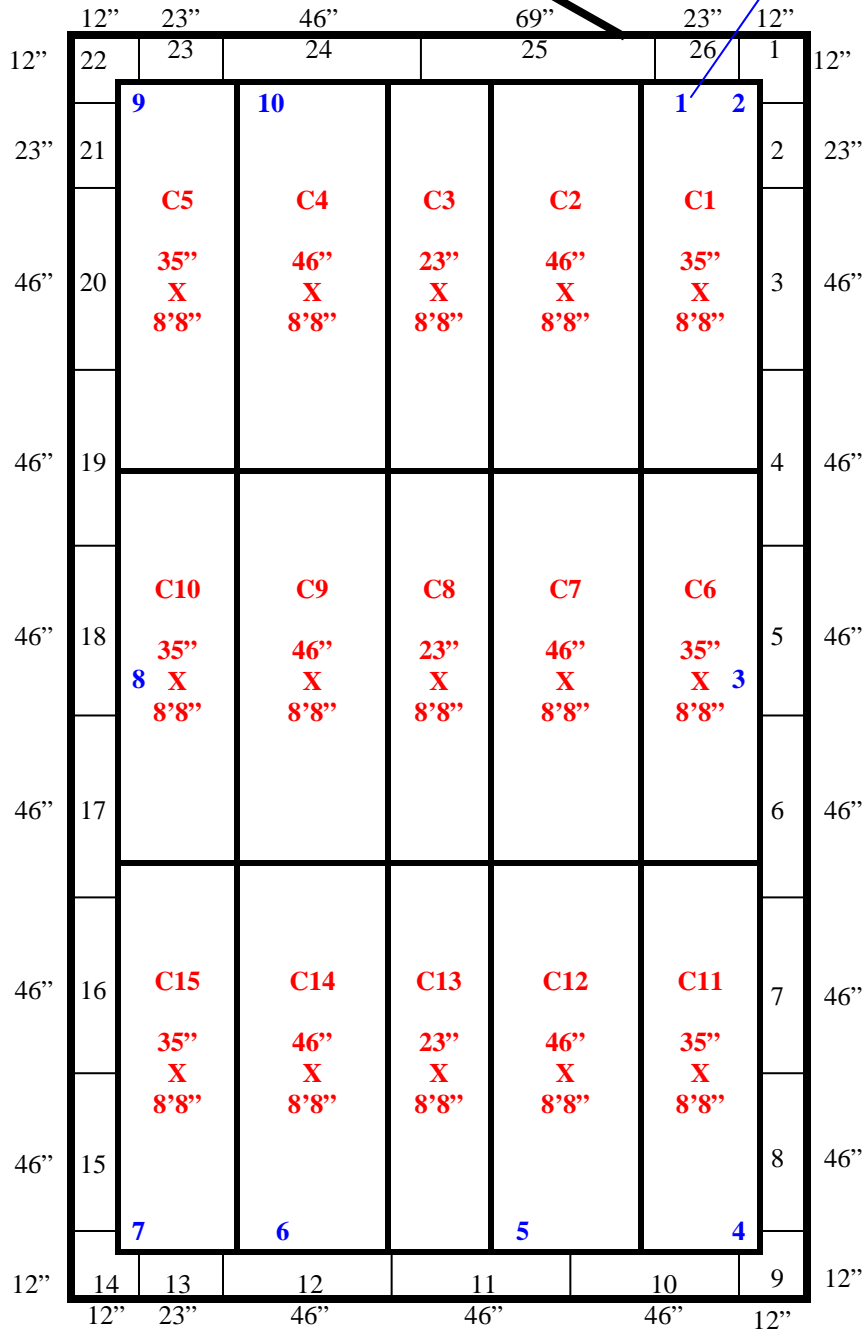 12” 23” 46” 69” 23” 12”
12” 22 23 24 25 26 1 12”
9 10 1 2
23” 21 2 23”
C5 C4 C3 C2 C1
35” 46” 23” 46” 35”
46” 20 X X X X X 3 46”
8’8” 8’8” 8’8” 8’8” 8’8”
46” 19 4 46”
C10 C9 C8 C7 C6
46” 18 5 46”
35” 46” 23” 46” 35”
8 X X X X X 3
8’8” 8’8” 8’8” 8’8” 8’8”
46” 17 6 46”
C15 C14 C13 C12 C11
46” 16 7 46”
35” 46” 23” 46” 35”
X X X X X
8’8” 8’8” 8’8” 8’8” 8’8”
46” 15 8 46”
7 6 5 4
12” 14 13 12 11 10 9 12”
12” 23” 46” 46” 46” 12”